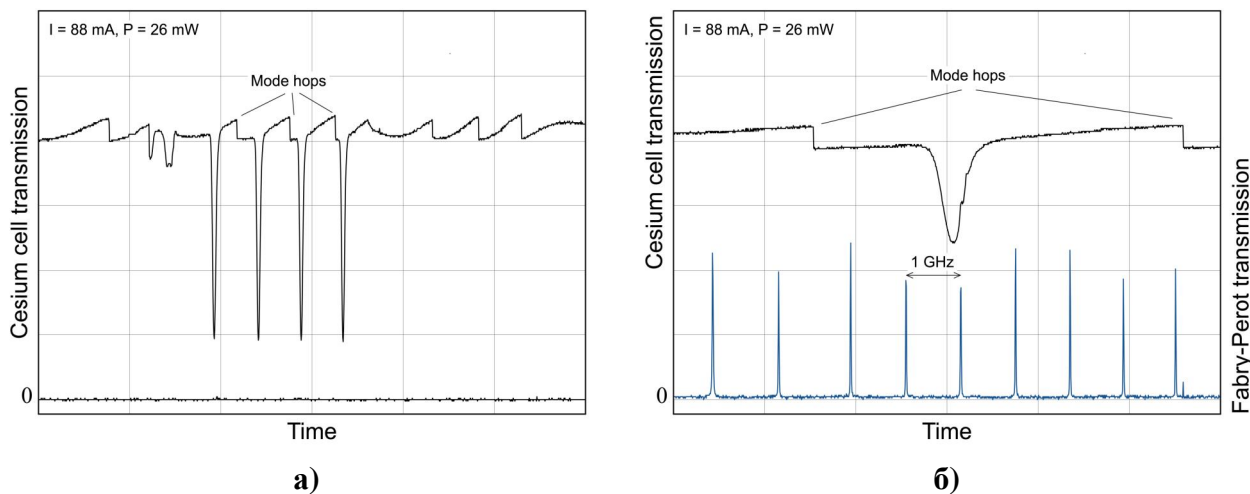 I = 88 mA, P = 26 mW
Mode hops
Cesium cell transmission
0
Time
а)
I = 88 mA, P = 26 mW
Mode hops
Cesium cell transmission
1 GHz
0
Fabry-Perot transmission
Time
б)